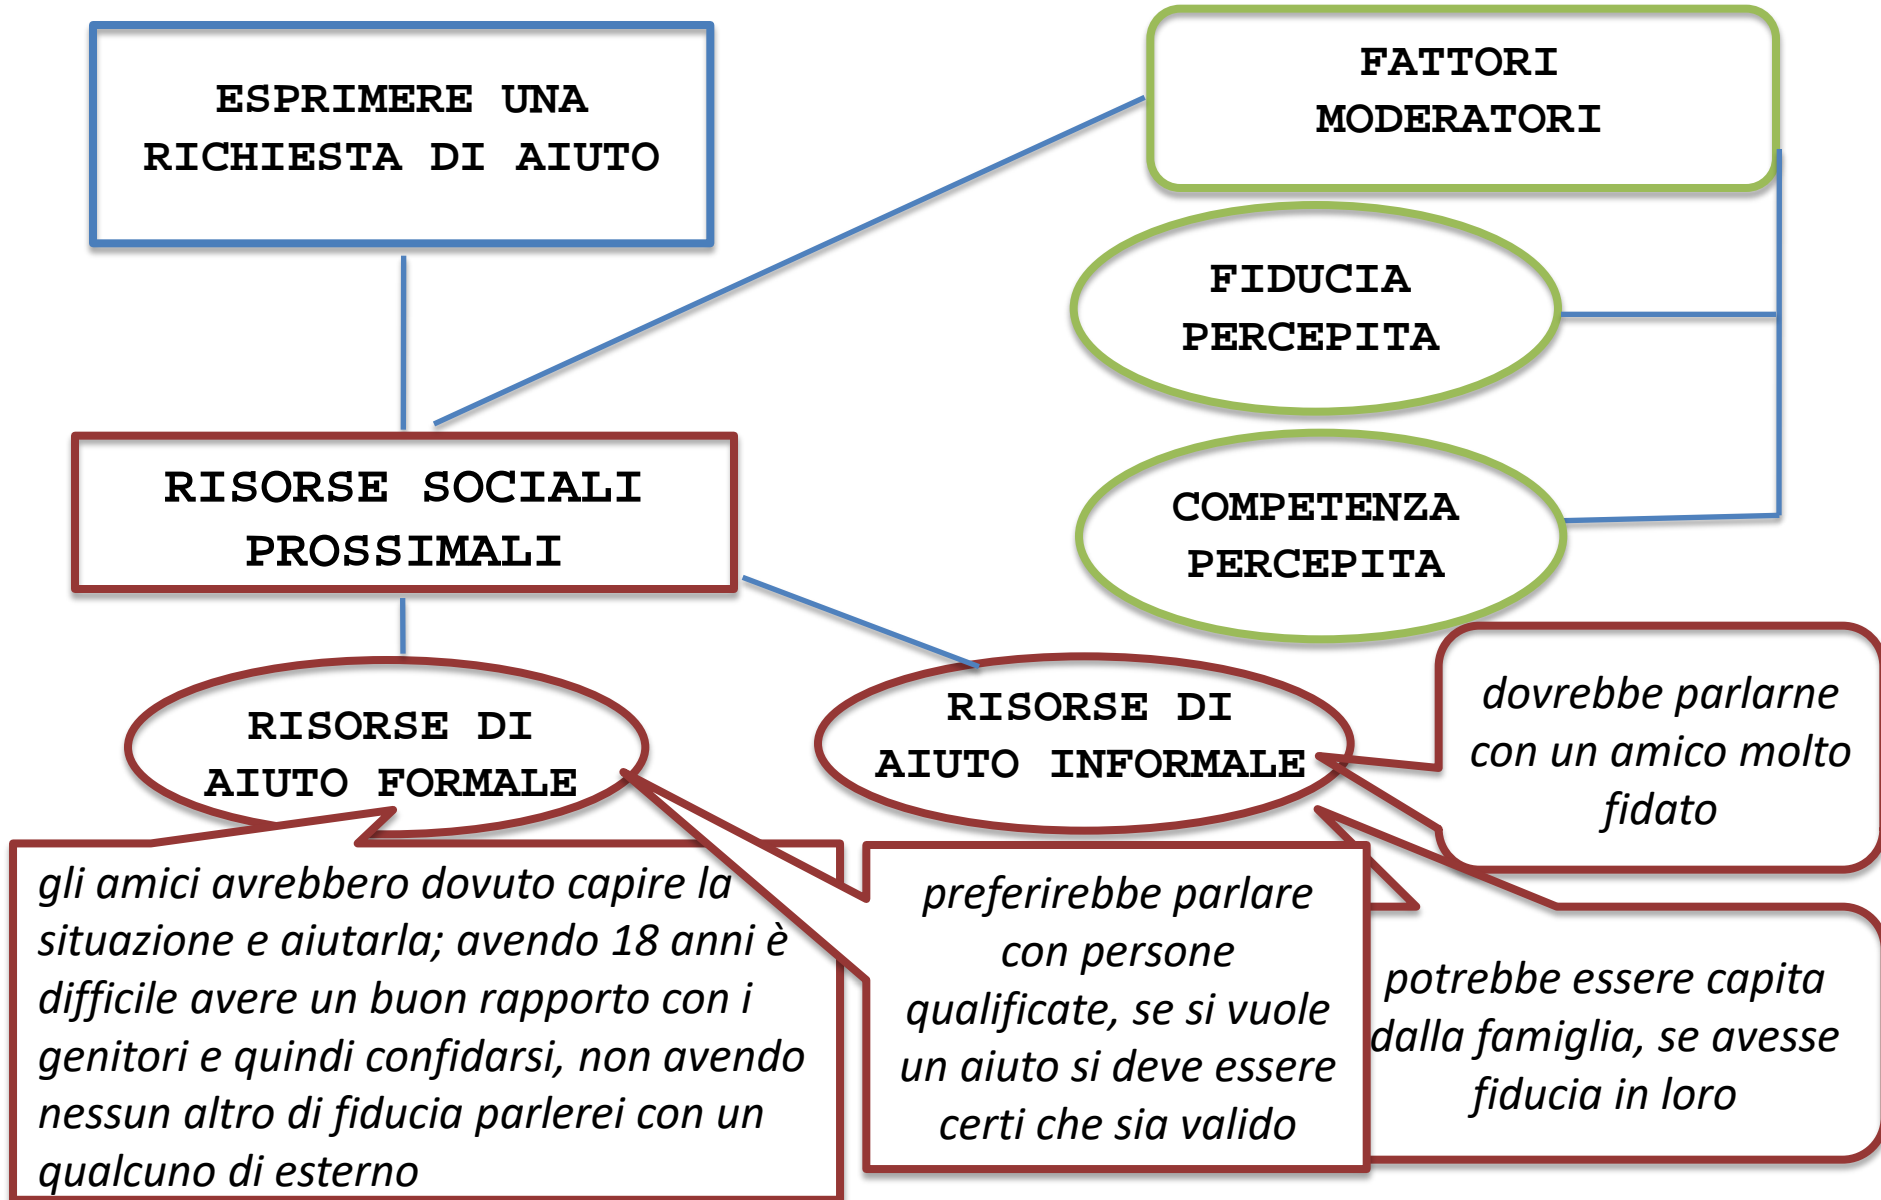 ESPRIMERE UNA
RICHIESTA DI AIUTO
FATTORI
MODERATORI
FIDUCIA
PERCEPITA
COMPETENZA
PERCEPITA
RISORSE SOCIALI
PROSSIMALI
RISORSE DI
AIUTO FORMALE
RISORSE DI
AIUTO INFORMALE
dovrebbe parlarne
con un amico molto
fidato
gli amici avrebbero dovuto capire la
situazione e aiutarla; avendo 18 anni è
difficile avere un buon rapporto con i
genitori e quindi confidarsi, non avendo
nessun altro di fiducia parlerei con un
qualcuno di esterno
preferirebbe parlare
con persone
qualificate, se si vuole
un aiuto si deve essere
certi che sia valido
potrebbe essere capita
dalla famiglia, se avesse
fiducia in loro